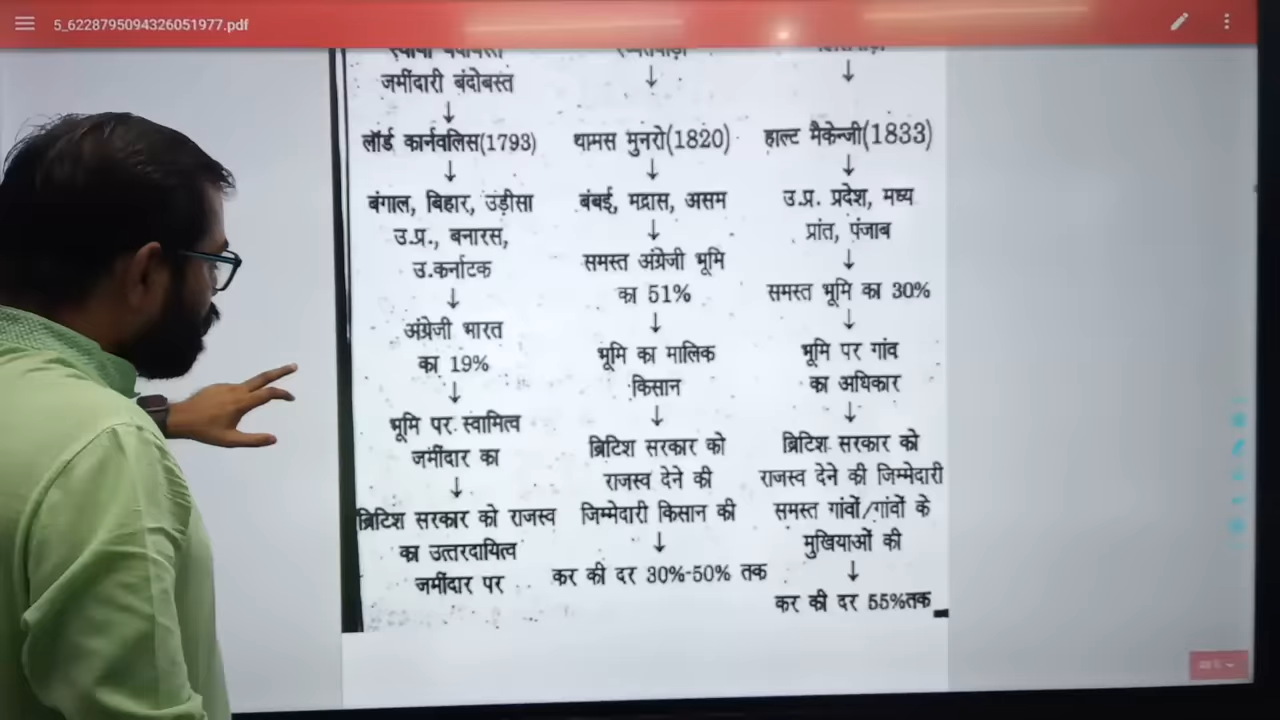 5_6228795094326051977.pdf
जमींदारी बंदोबस्त
↓
लॉर्ड कार्नवलिस(1793)
↓
बंगाल, बिहार, उड़ीसा
उ.प्र., बनारस,
उ.कर्नाटक
↓
अंग्रेजी भारत
का 19%
↓
भूमि पर स्वामित्व
जमींदार का
↓
ब्रिटिश सरकार को राजस्व
का उत्तरदायित्व
जमींदार पर
↓
थामस मुनरो(1820)
↓
बंबई, मद्रास, असम
↓
समस्त अंग्रेजी भूमि
का 51%
↓
भूमि का मालिक
किसान
↓
ब्रिटिश सरकार को
राजस्व देने की
जिम्मेदारी किसान की
↓
कर की दर 30%-50% तक
↓
हाल्ट मैकेन्जी(1833)
↓
उ.प्र. प्रदेश, मध्य
प्रांत, पंजाब
↓
समस्त भूमि का 30%
↓
भूमि पर गांव
का अधिकार
↓
ब्रिटिश सरकार को
राजस्व देने की जिम्मेदारी
समस्त गांवों/गांवों के
मुखियाओं की
↓
कर की दर 55%तक